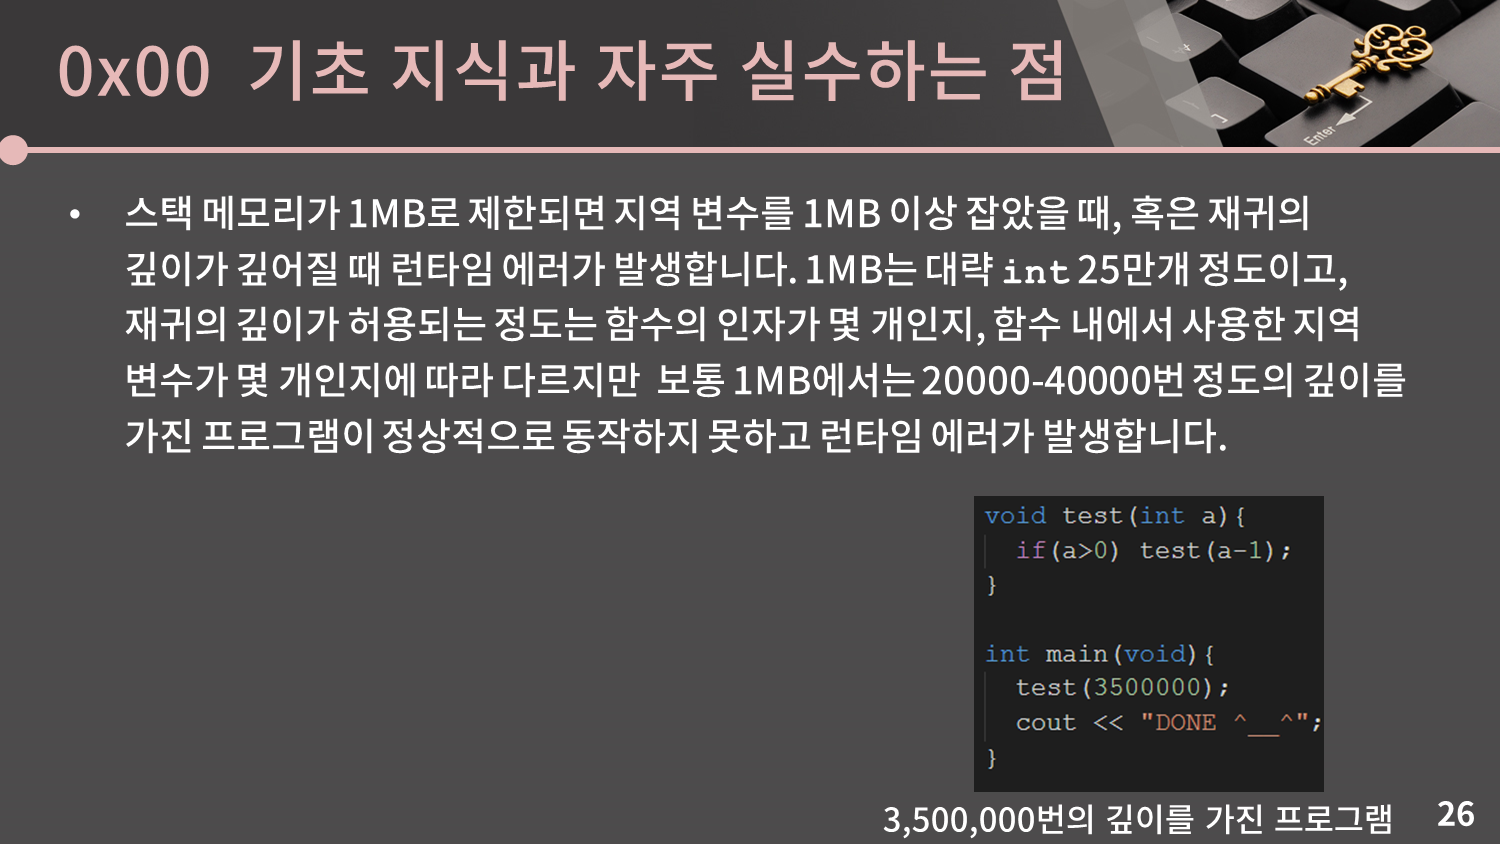 0x00 기초 지식과 자주 실수하는 점
Enter
• 스택 메모리가 1MB로 제한되면 지역 변수를 1MB 이상 잡았을 때, 혹은 재귀의
깊이가 깊어질 때 런타임 에러가 발생합니다. 1MB는 대략 int 25만개 정도이고,
재귀의 깊이가 허용되는 정도는 함수의 인자가 몇 개인지, 함수 내에서 사용한 지역
변수가 몇 개인지에 따라 다르지만 보통 1MB에서는 20000-40000번 정도의 깊이를
가진 프로그램이 정상적으로 동작하지 못하고 런타임 에러가 발생합니다.
void test(int a){
if(a>0) test(a-1);
}
int main(void){
test(3500000);
cout << "DONE ^__^";
}
3,500,000번의 깊이를 가진 프로그램
26